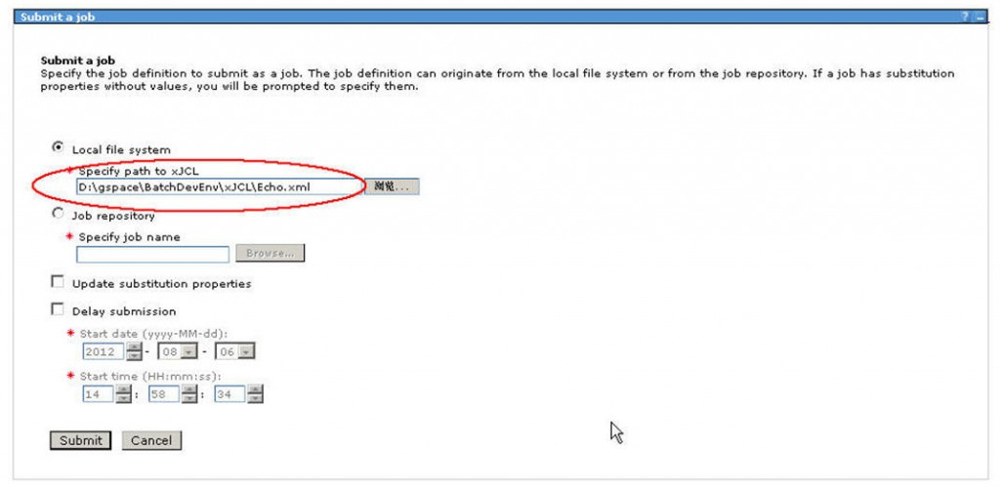 Submit a job
?
Submit a job
Specify the job definition to submit as a job. The job definition can originate from the local file system or from the job repository. If a job has substitution
properties without values, you will be prompted to specify them.
Local file system
* Specify path to xJCL
D:\gspace\BatchDevEnv\xJCL\Echo.xml 浏览...
Job repository
* Specify job name
Browse...
Update substitution properties
Delay submission
* Start date (yyyy-MM-dd):
2012 - 08 - 06
* Start time (HH:mm:ss):
14 : 58 : 34
Submit Cancel